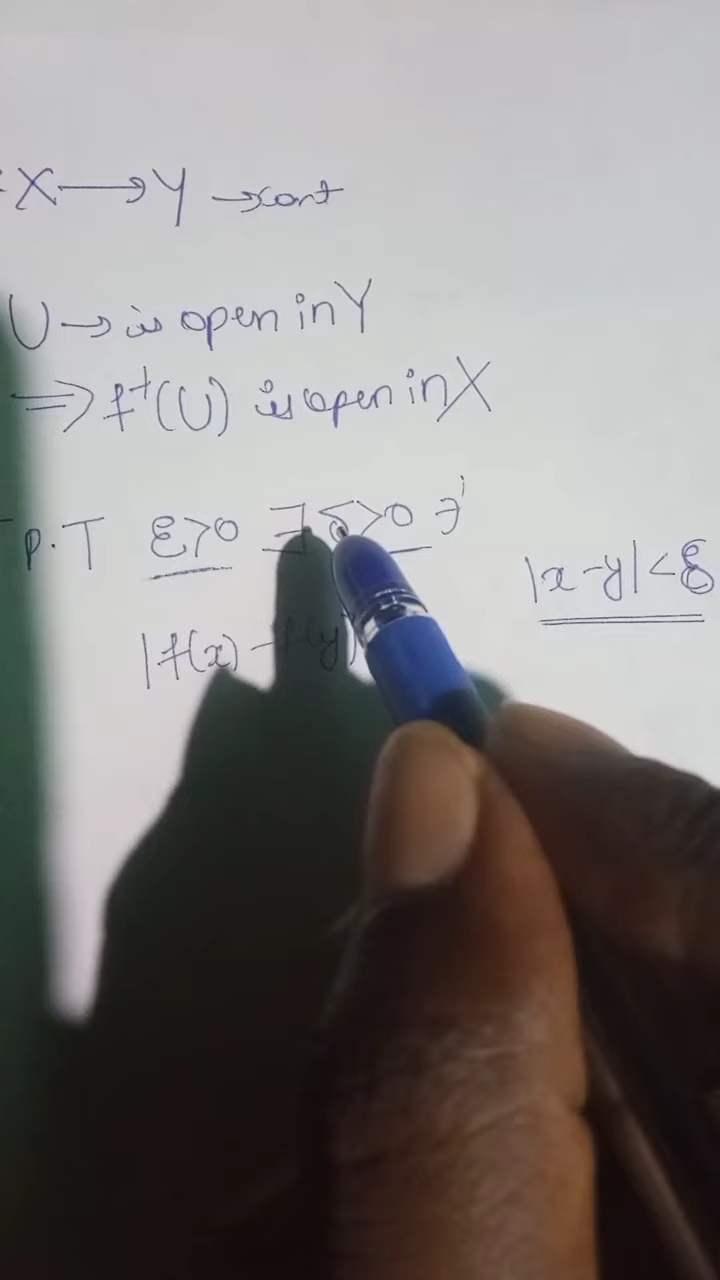 : X → Y → cont
U → is open in Y
⇒ f⁻¹(U) is open in X
P.T ε>0 ∃ δ>0 ∋
|x-y|<δ
|f(x) - f(y)